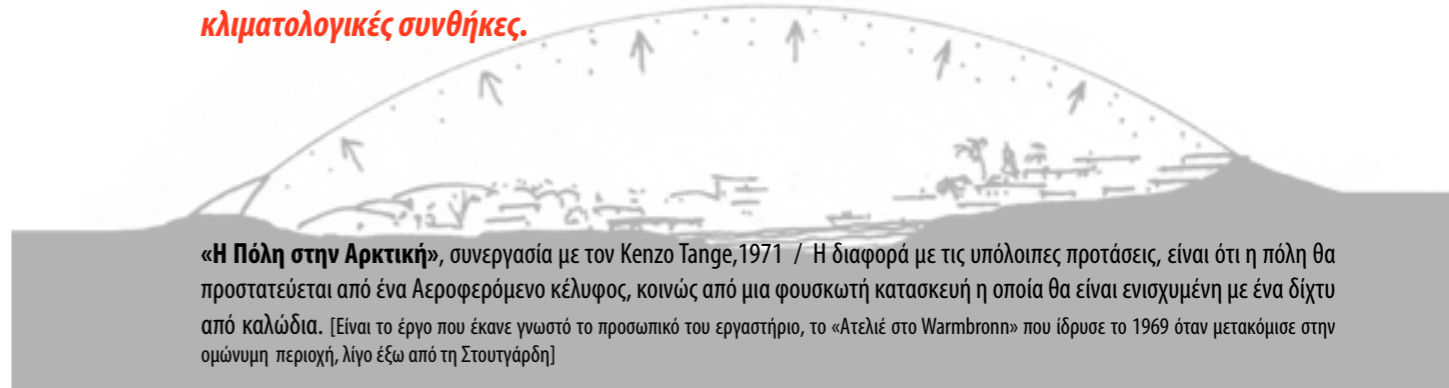 κλιματολογικές συνθήκες.
«Η Πόλη στην Αρκτική», συνεργασία με τον Kenzo Tange,1971 / Η διαφορά με τις υπόλοιπες προτάσεις, είναι ότι η πόλη θα
προστατεύεται από ένα Αεροφερόμενο κέλυφος, κοινώς από μια φουσκωτή κατασκευή η οποία θα είναι ενισχυμένη με ένα δίχτυ
από καλώδια. [Είναι το έργο που έκανε γνωστό το προσωπικό του εργαστήριο, το «Ατελιέ στο Warmbronn» που ίδρυσε το 1969 όταν μετακόμισε στην
ομώνυμη περιοχή, λίγο έξω από τη Στουτγάρδη]